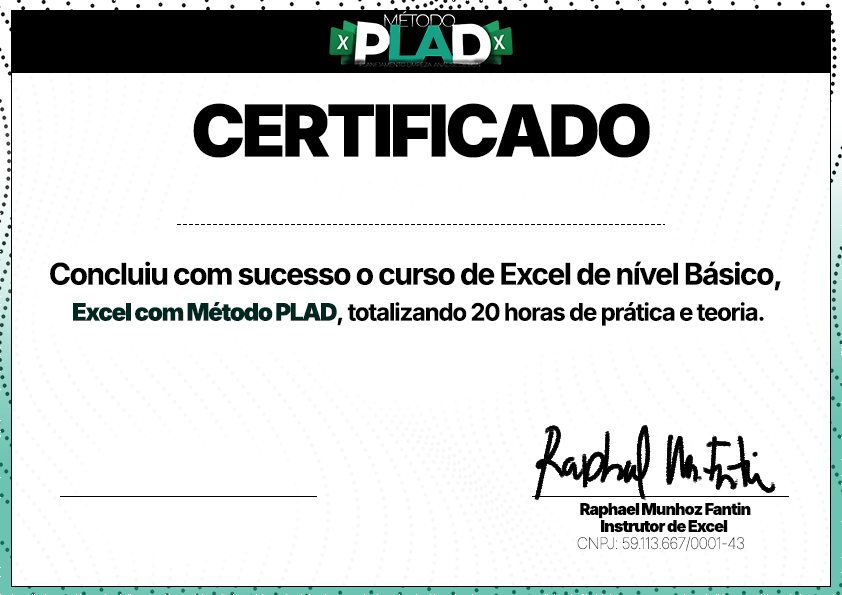 MÉTODO
X PLAD X
PLANEJAMENTO LIMPEZA ANÁLISE
CERTIFICADO
Concluiu com sucesso o curso de Excel de nível Básico,
Excel com Método PLAD, totalizando 20 horas de prática e teoria.
Raphael M. Fantin
Raphael Munhoz Fantin
Instrutor de Excel
CNPJ: 59.113.667/0001-43